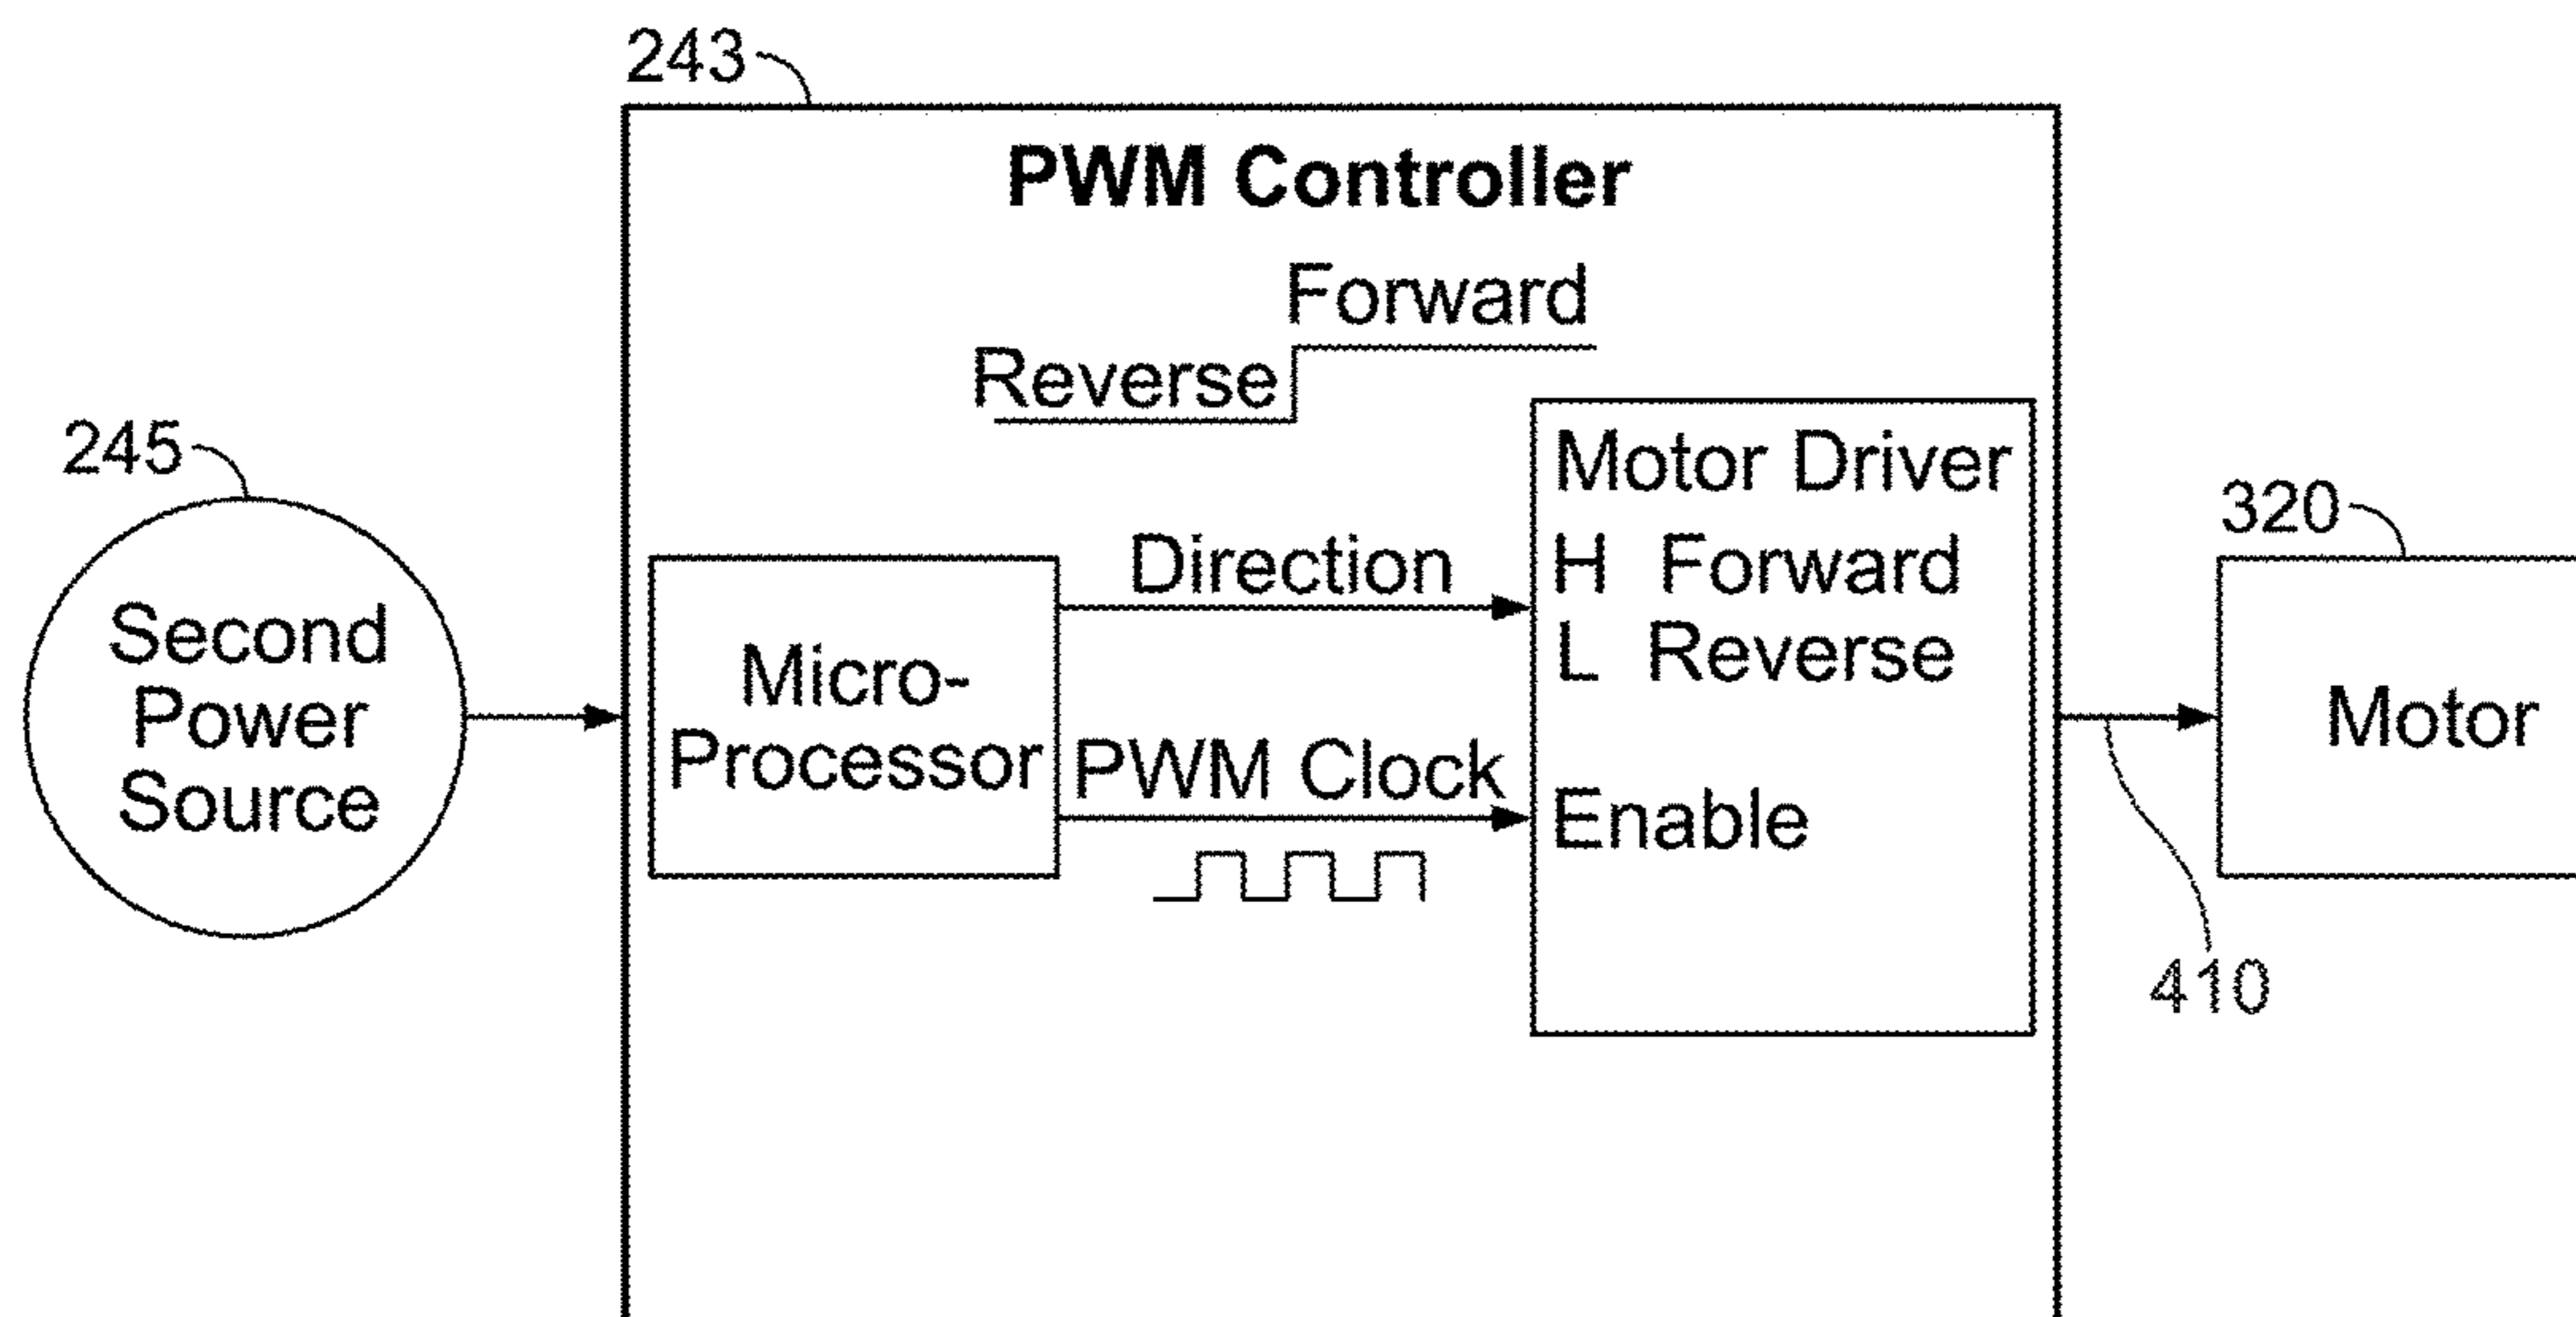 243
PWM Controller
Forward
Reverse
245
Second
Power
Source
Micro-
Processor
Direction
PWM Clock
Motor Driver
H Forward
L Reverse
Enable
320
Motor
410